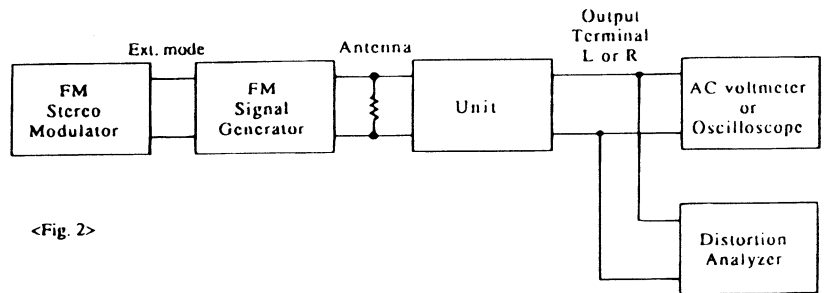 Output
Terminal
L or R
Ext. mode
Antenna
FM
Stereo
Modulator
FM
Signal
Generator
Unit
AC voltmeter
or
Oscilloscope
<Fig. 2>
Distortion
Analyzer